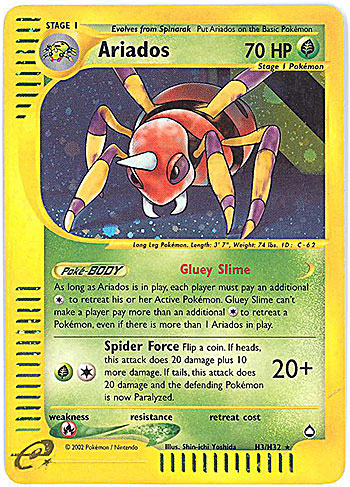 STAGE 1
Evolves from Spinarak Put Ariados on the Basic Pokémon
Ariados
70 HP
Stage 1 Pokémon
Long Leg Pokémon. Length: 3' 7", Weight: 74 lbs. ID: C-62
Poké-BODY
Gluey Slime
As long as Ariados is in play, each player must pay an additional
to retreat his or her Active Pokémon. Gluey Slime can't
make a player pay more than an additional to retreat a
Pokémon, even if there is more than 1 Ariados in play.
Spider Force Flip a coin. If heads,
this attack does 20 damage plus 10
more damage. If tails, this attack does
20 damage and the defending Pokémon
is now Paralyzed.
20+
weakness resistance retreat cost
e
© 2002 Pokémon / Nintendo
Illus. Shin-ichi Yoshida
H3/H32 ★